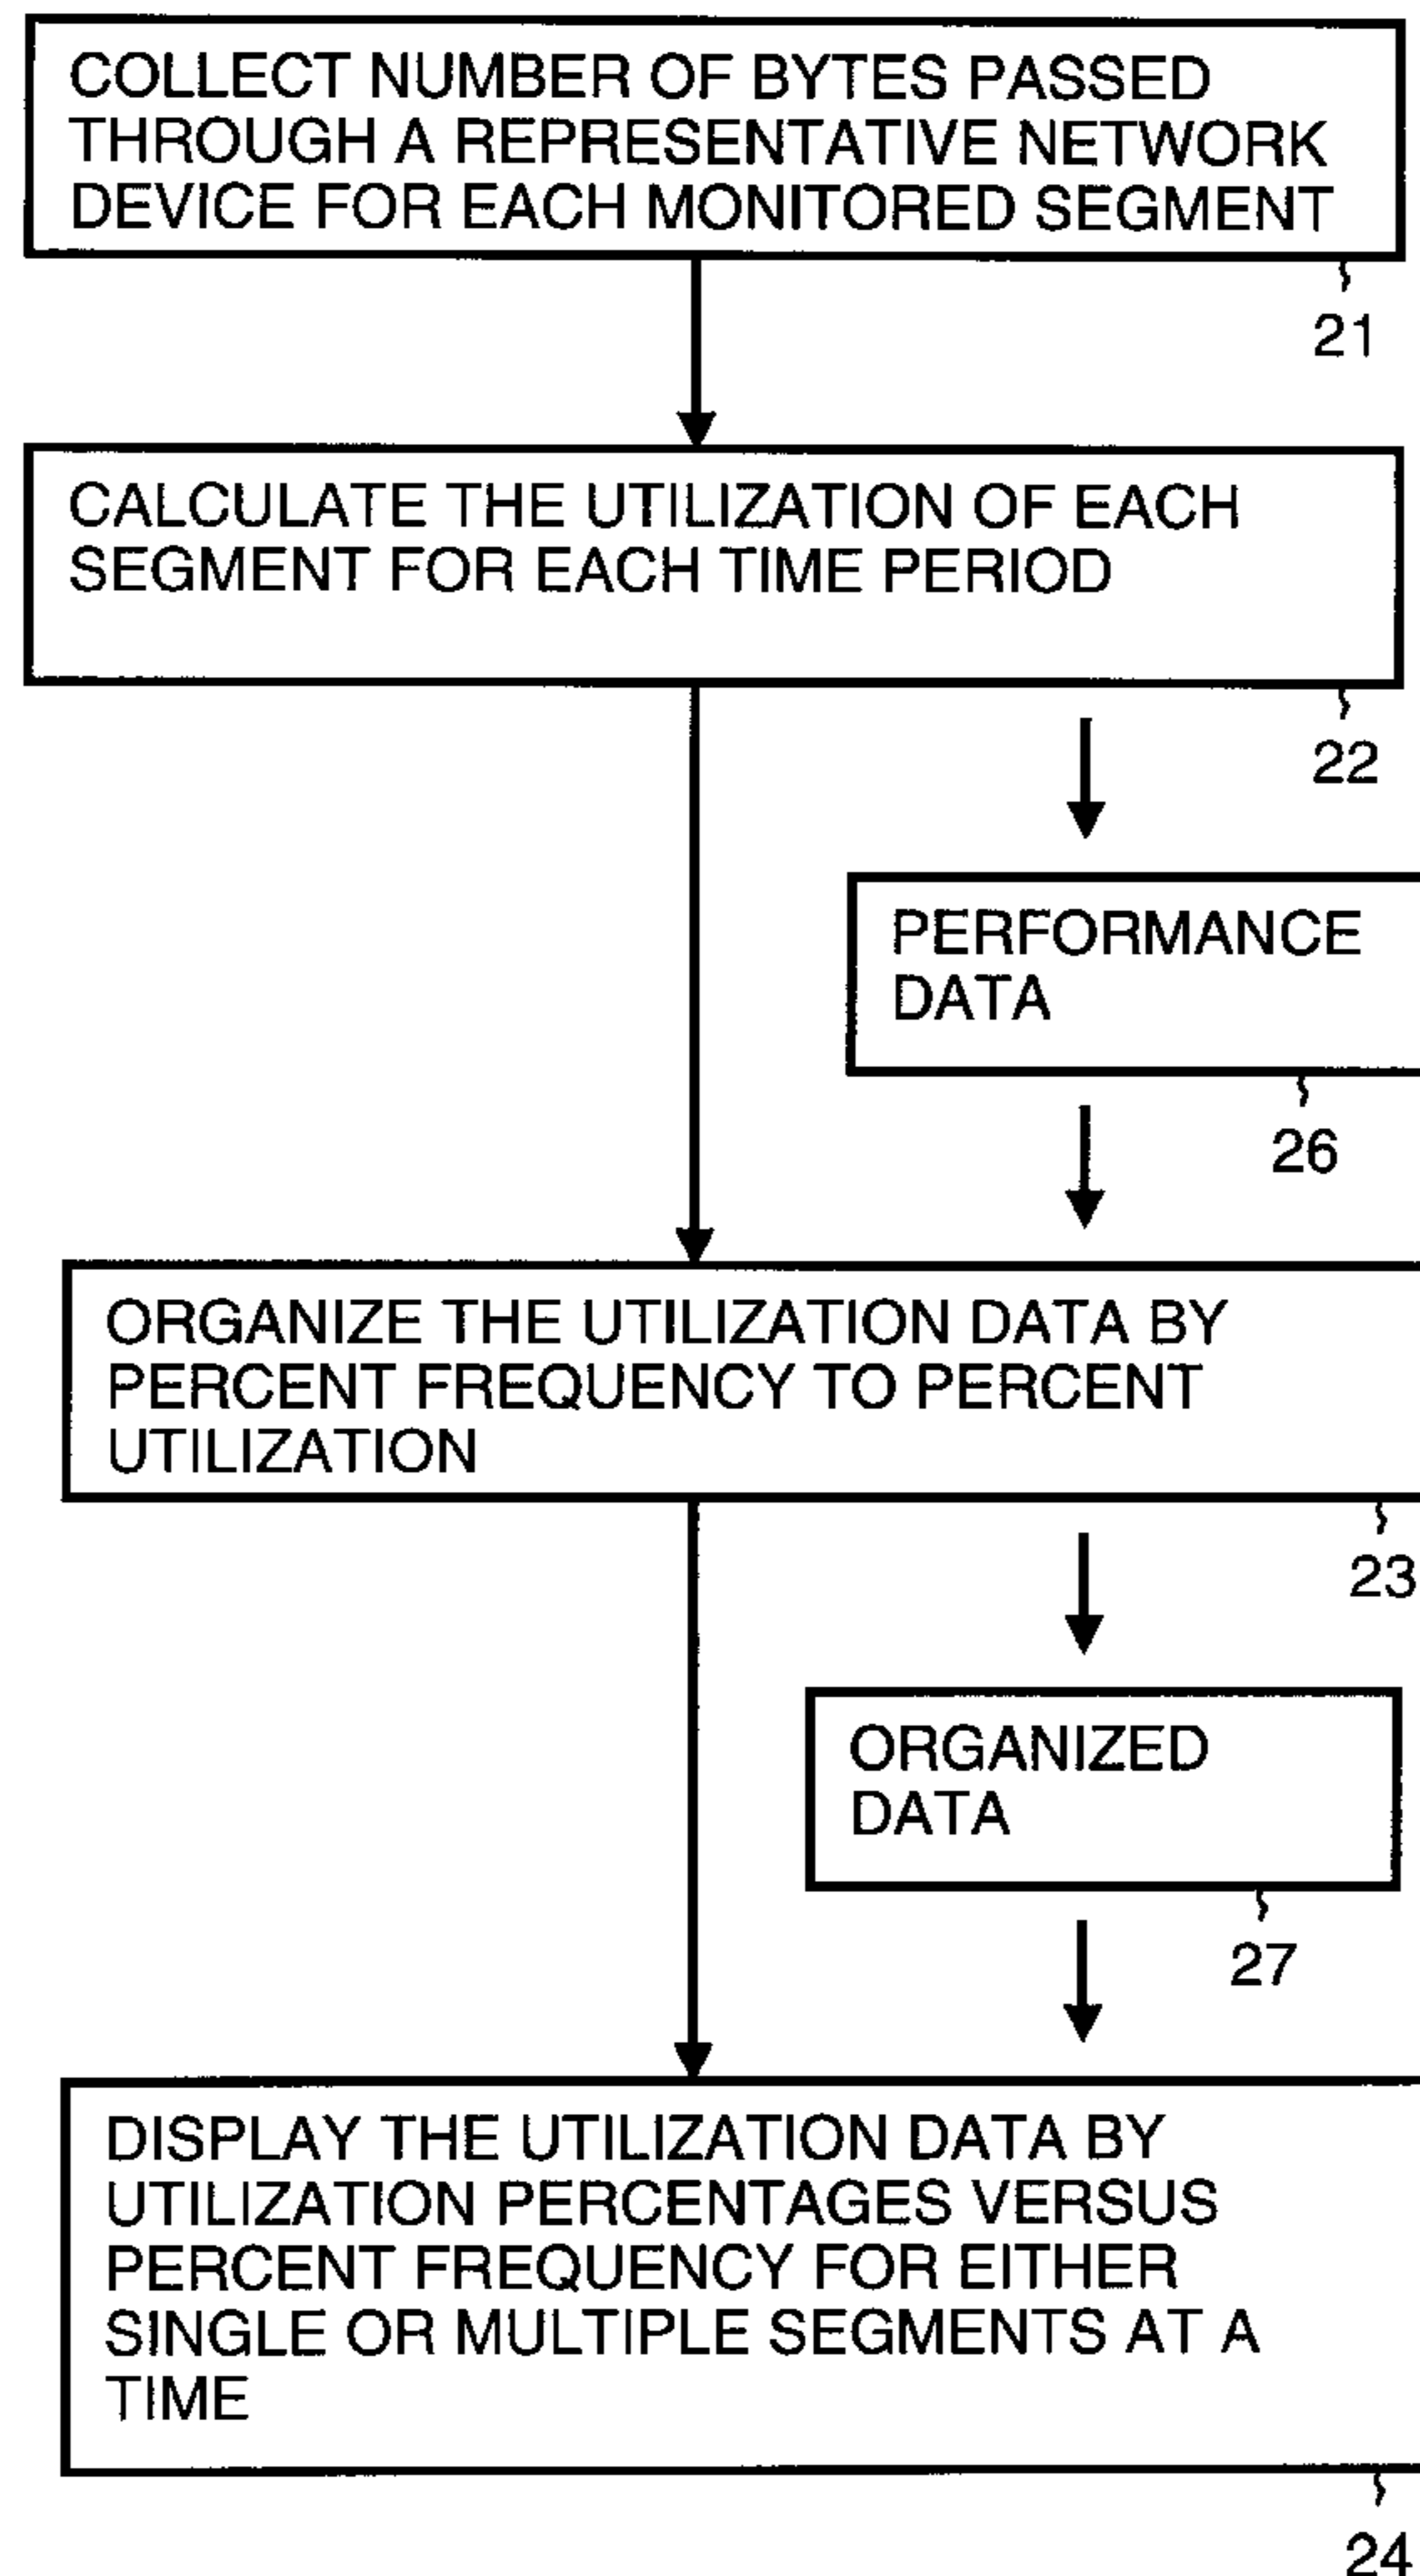 COLLECT NUMBER OF BYTES PASSED
THROUGH A REPRESENTATIVE NETWORK
DEVICE FOR EACH MONITORED SEGMENT
21
CALCULATE THE UTILIZATION OF EACH
SEGMENT FOR EACH TIME PERIOD
22
PERFORMANCE
DATA
26
ORGANIZE THE UTILIZATION DATA BY
PERCENT FREQUENCY TO PERCENT
UTILIZATION
23
ORGANIZED
DATA
27
DISPLAY THE UTILIZATION DATA BY
UTILIZATION PERCENTAGES VERSUS
PERCENT FREQUENCY FOR EITHER
SINGLE OR MULTIPLE SEGMENTS AT A
TIME
24